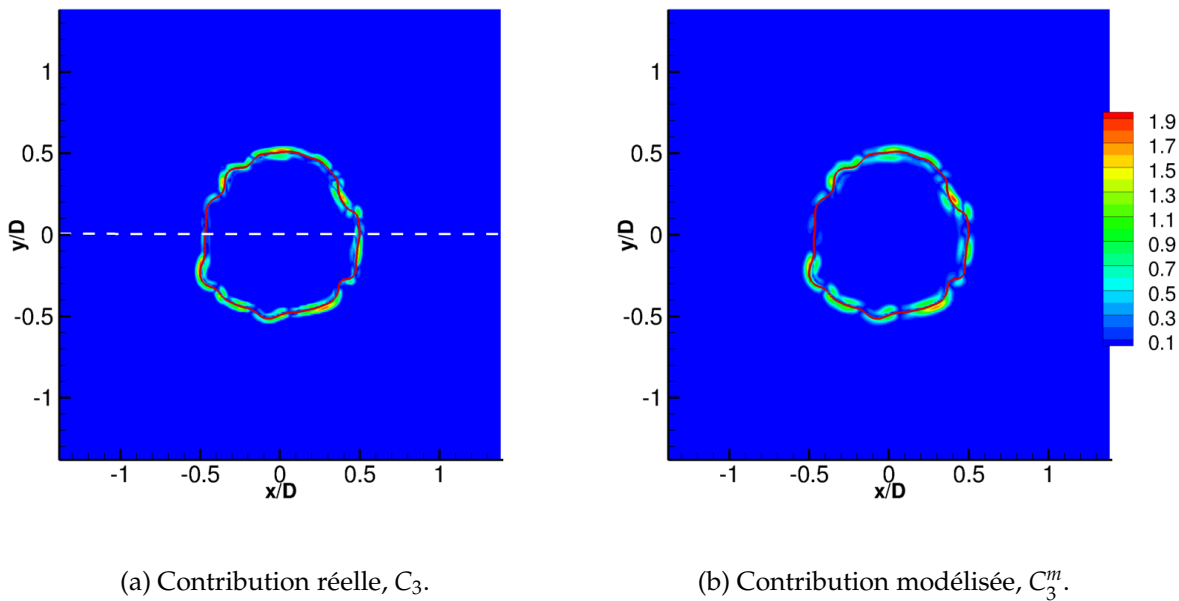 1
0.5
0
-0.5
-1
y/D
-1 -0.5 0 0.5 1
x/D
1
0.5
0
-0.5
-1
y/D
-1 -0.5 0 0.5 1
x/D
1.9
1.7
1.5
1.3
1.1
0.9
0.7
0.5
0.3
0.1
(a) Contribution réelle, C₃.
(b) Contribution modélisée, C₃ᵐ.